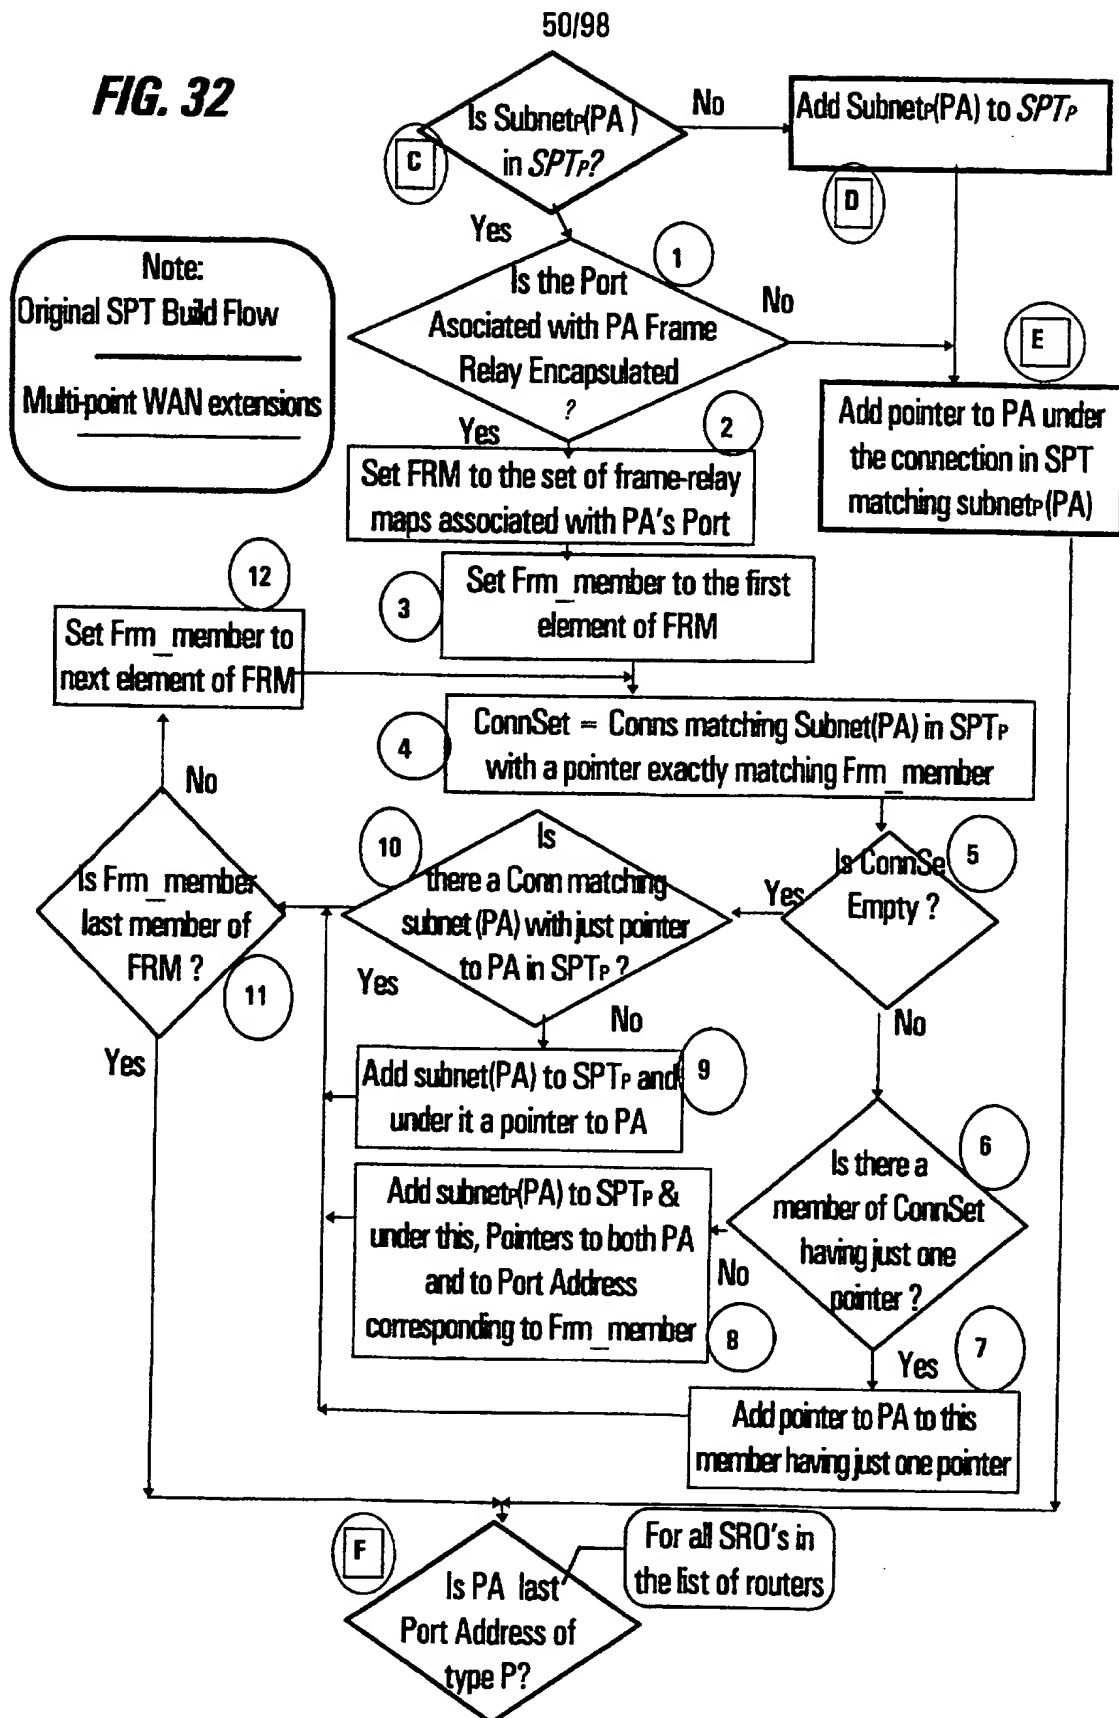 50/98
FIG. 32
Is SubnetP(PA)
in SPTP?
C
No
Add SubnetP(PA) to SPTP
D
Yes
Note:
Original SPT Build Flow
Multi-point WAN extensions
1
Is the Port
Asociated with PA Frame
Relay Encapsulated
?
No
E
Add pointer to PA under
the connection in SPT
matching subnetP(PA)
Yes
2
Set FRM to the set of frame-relay
maps associated with PA's Port
3
Set Frm_member to the first
element of FRM
12
Set Frm_member to
next element of FRM
4
ConnSet = Conns matching Subnet(PA) in SPTP
with a pointer exactly matching Frm_member
No
10
Is
there a Conn matching
subnet (PA) with just pointer
to PA in SPTP ?
5
Is ConnSe
Empty ?
Yes
Is Frm_member
last member of
FRM ?
11
Yes
Yes
No
No
Add subnet(PA) to SPTP and
under it a pointer to PA
9
6
Is there a
member of ConnSet
having just one
pointer ?
Add subnetP(PA) to SPTP &
under this, Pointers to both PA
and to Port Address
corresponding to Frm_member
No
8
Yes
7
Add pointer to PA to this
member having just one pointer
F
For all SRO's in
the list of routers
Is PA last
Port Address of
type P?